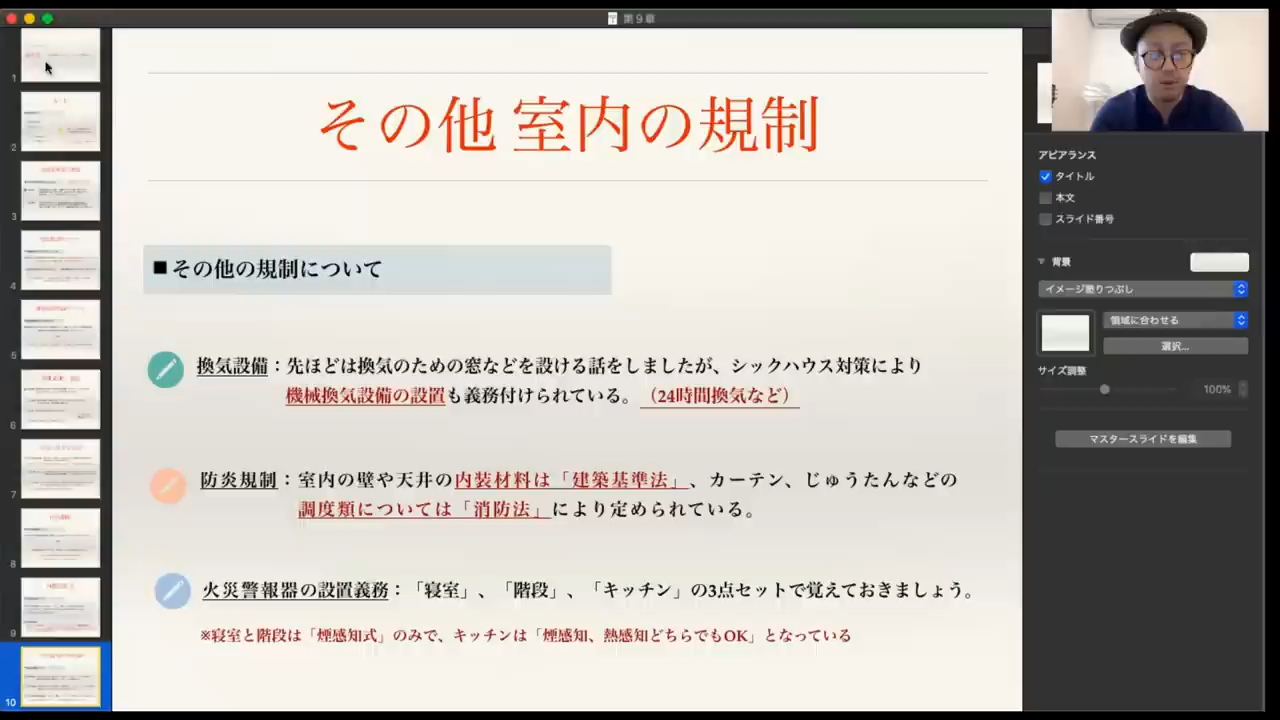 第9章
その他 室内の規制
■ その他の規制について
換気設備：先ほどは換気のための窓などを設ける話をしましたが、シックハウス対策により
機械換気設備の設置も義務付けられている。（24時間換気など）
防炎規制：室内の壁や天井の内装材料は「建築基準法」、カーテン、じゅうたんなどの
調度類については「消防法」により定められている。
火災警報器の設置義務：「寝室」、「階段」、「キッチン」の3点セットで覚えておきましょう。
※寝室と階段は「煙感知式」のみで、キッチンは「煙感知、熱感知どちらでもOK」となっている
1
2
3
4
5
6
7
8
9
10
アピアランス
タイトル
本文
スライド番号
背景
イメージ塗りつぶし
領域に合わせる
選択...
サイズ調整
100%
マスタースライドを編集